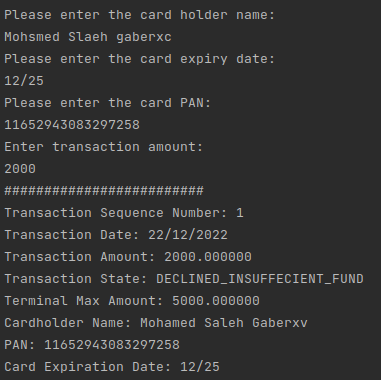 Please enter the card holder name:
Mohsmed Slaeh gaberxc
Please enter the card expiry date:
12/25
Please enter the card PAN:
11652943083297258
Enter transaction amount:
2000
#########################
Transaction Sequence Number: 1
Transaction Date: 22/12/2022
Transaction Amount: 2000.000000
Transaction State: DECLINED_INSUFFECIENT_FUND
Terminal Max Amount: 5000.000000
Cardholder Name: Mohamed Saleh Gaberxv
PAN: 11652943083297258
Card Expiration Date: 12/25